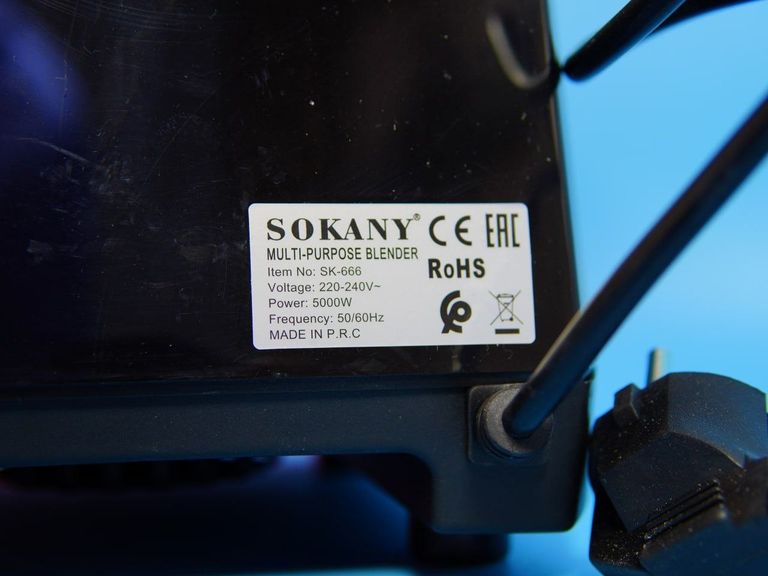 SOKANY® CE EAC
MULTI-PURPOSE BLENDER
RoHS
Item No: SK-666
Voltage: 220-240V~
Power: 5000W
Frequency: 50/60Hz
MADE IN P.R.C